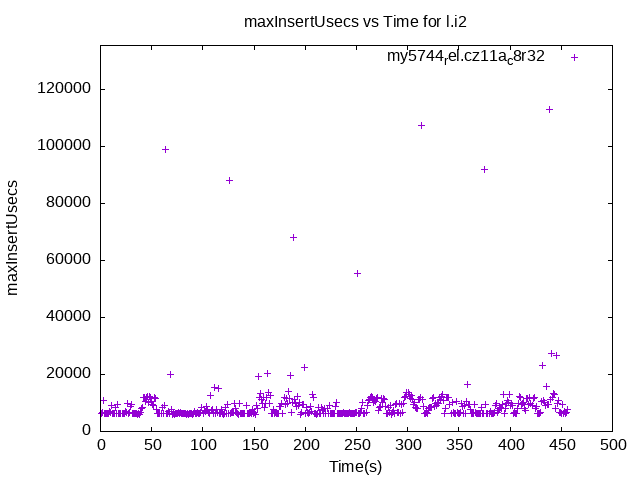 maxInsertUsecs vs Time for l.i2
my5744rel.cz11ac8r32
120000
100000
80000
60000
40000
20000
0
maxInsertUsecs
0 50 100 150 200 250 300 350 400 450 500
Time(s)